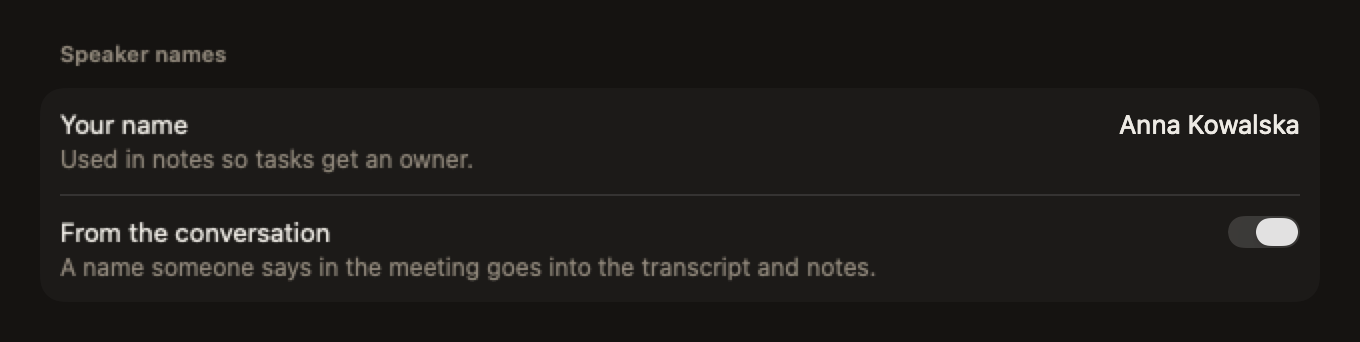 Speaker names
Your name
Anna Kowalska
Used in notes so tasks get an owner.
From the conversation
A name someone says in the meeting goes into the transcript and notes.